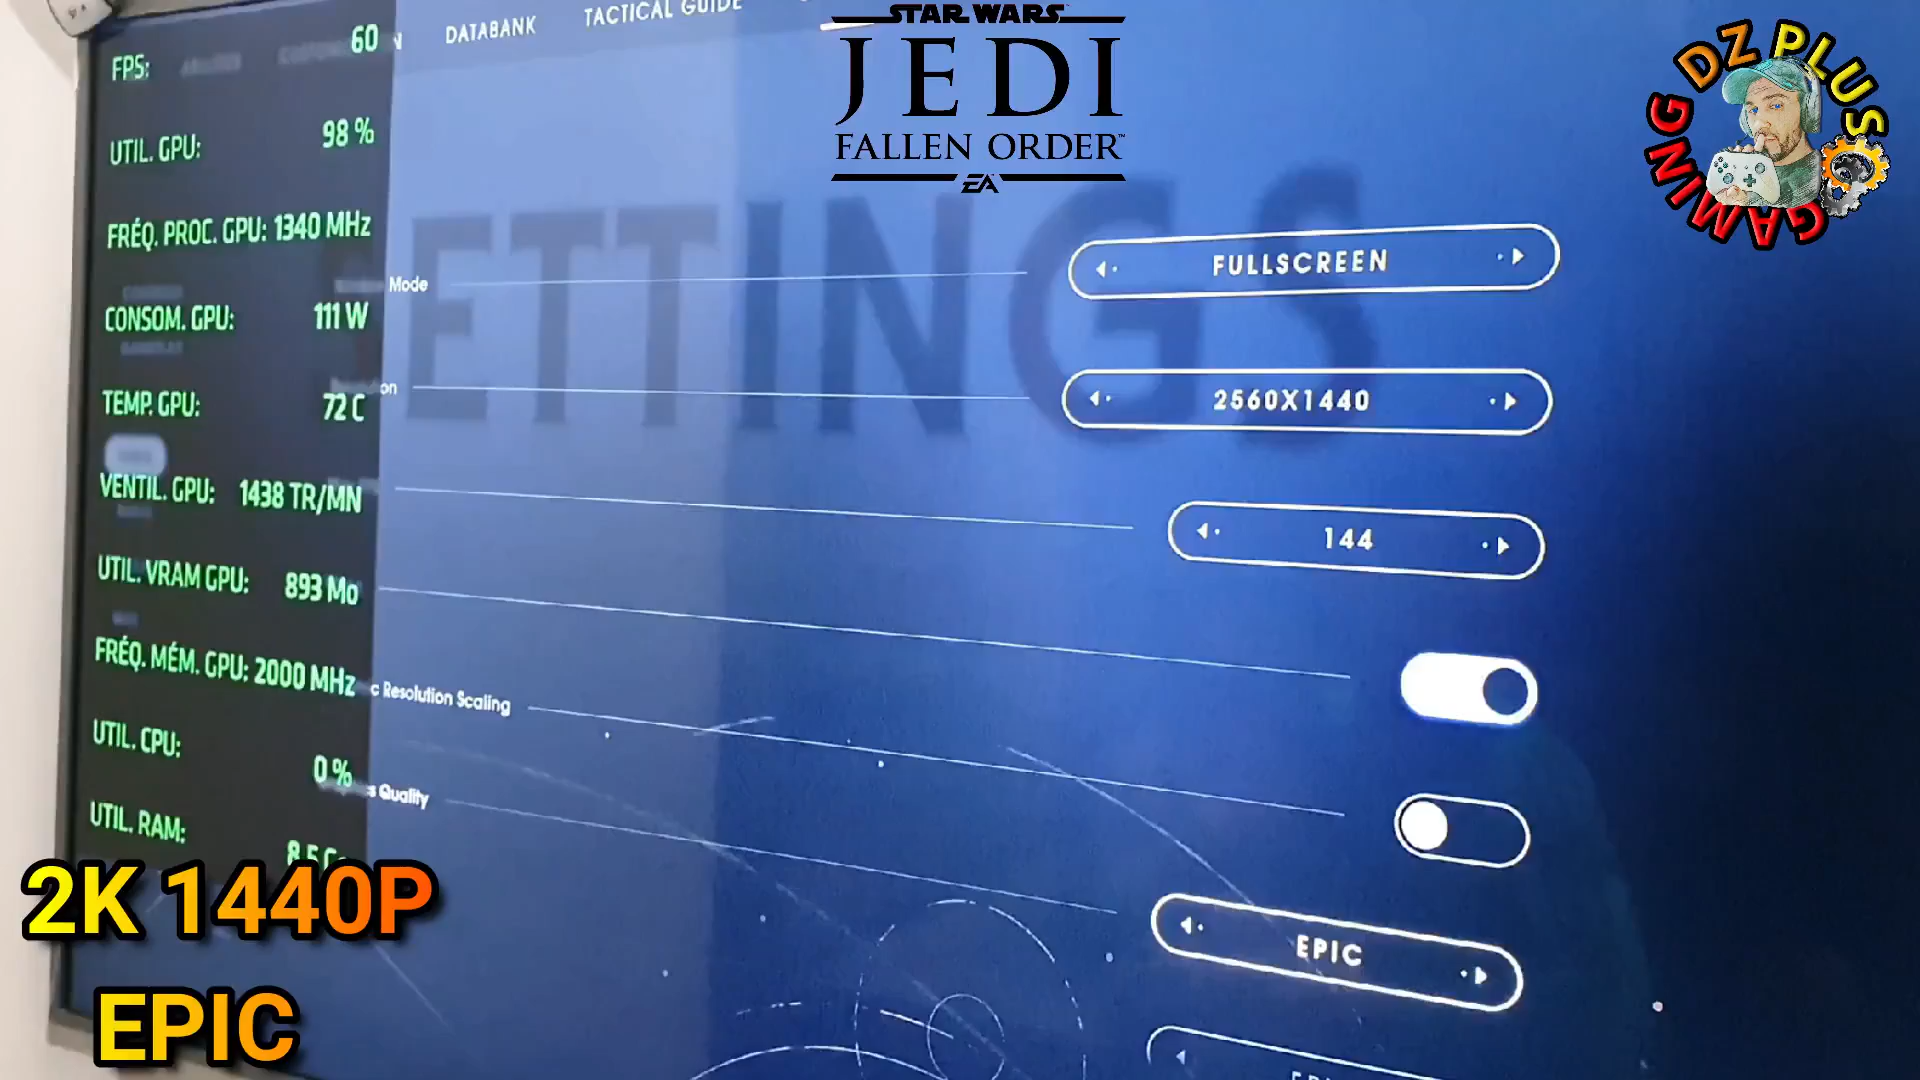 DATABANK
TACTICAL GUIDE
STAR WARS
JEDI
FALLEN ORDER™
EA
GAMING DZ PLUS
FPS: 60
UTIL. GPU: 98 %
FRÉQ. PROC. GPU: 1340 MHz
CONSOM. GPU: 111 W
TEMP. GPU: 72 C
VENTIL. GPU: 1438 TR/MN
UTIL. VRAM GPU: 893 Mo
FRÉQ. MÉM. GPU: 2000 MHz
UTIL. CPU: 0 %
UTIL. RAM:
SETTINGS
Mode
FULLSCREEN
2560X1440
144
c Resolution Scaling
s Quality
EPIC
2K 1440P
EPIC